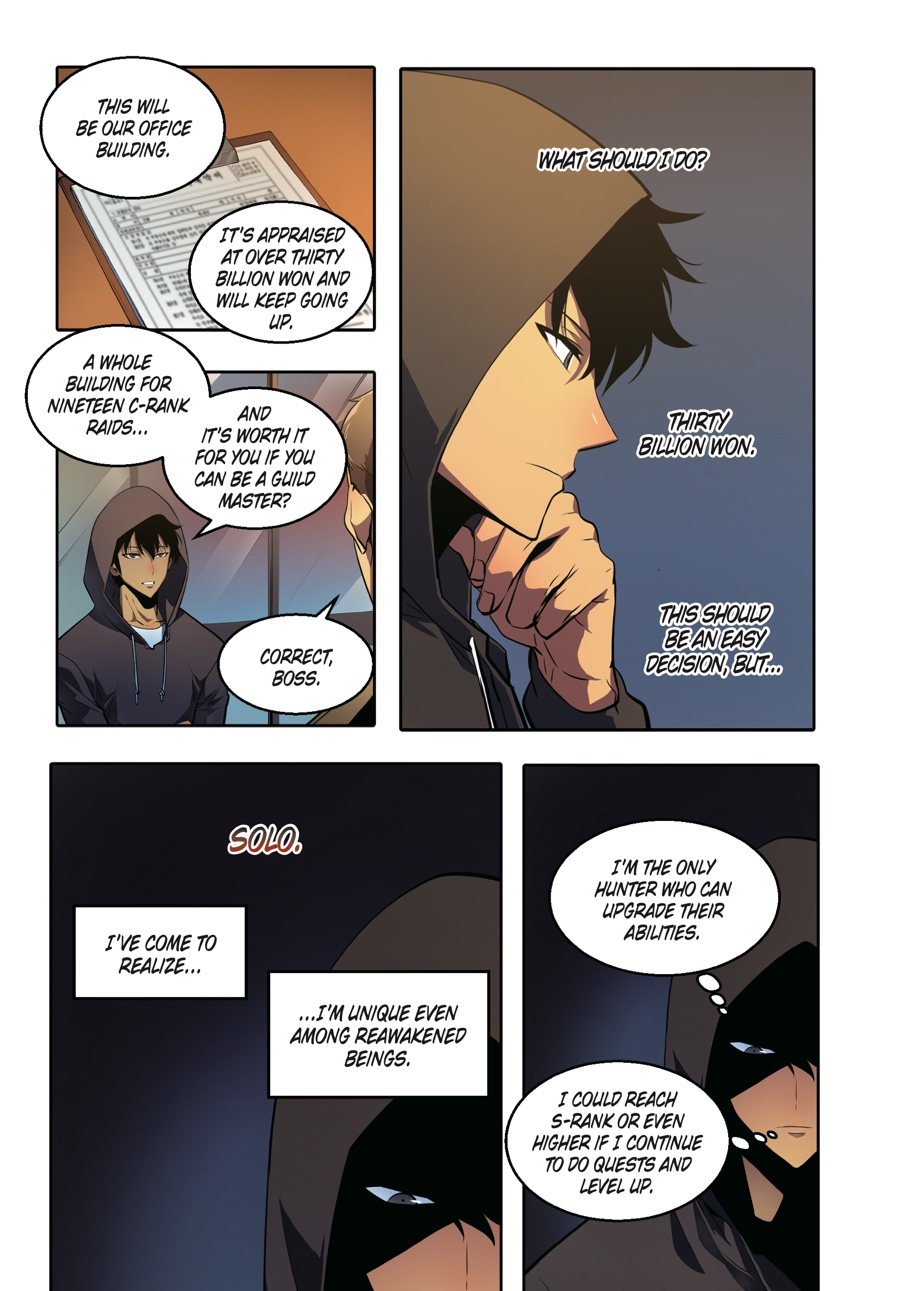 THIS WILL
BE OUR OFFICE
BUILDING.
IT'S APPRAISED
AT OVER THIRTY
BILLION WON AND
WILL KEEP GOING
UP.
A WHOLE
BUILDING FOR
NINETEEN C-RANK
RAIDS...
AND
IT'S WORTH IT
FOR YOU IF YOU
CAN BE A GUILD
MASTER?
CORRECT,
BOSS.
WHAT SHOULD I DO?
THIRTY
BILLION WON.
THIS SHOULD
BE AN EASY
DECISION, BUT...
SOLO.
I'VE COME TO
REALIZE...
...I'M UNIQUE EVEN
AMONG REAWAKENED
BEINGS.
I'M THE ONLY
HUNTER WHO CAN
UPGRADE THEIR
ABILITIES.
I COULD REACH
S-RANK OR EVEN
HIGHER IF I CONTINUE
TO DO QUESTS AND
LEVEL UP.